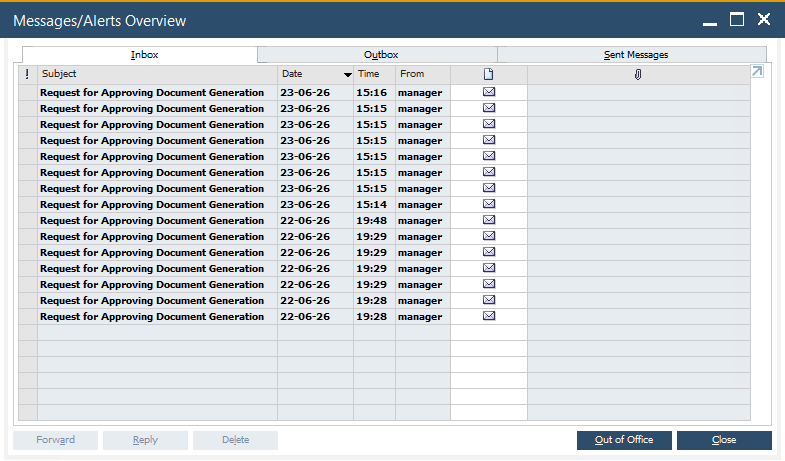 Messages/Alerts Overview
Inbox Outbox Sent Messages
! Subject Date Time From
Request for Approving Document Generation 23-06-26 15:16 manager
Request for Approving Document Generation 23-06-26 15:15 manager
Request for Approving Document Generation 23-06-26 15:15 manager
Request for Approving Document Generation 23-06-26 15:15 manager
Request for Approving Document Generation 23-06-26 15:15 manager
Request for Approving Document Generation 23-06-26 15:15 manager
Request for Approving Document Generation 23-06-26 15:15 manager
Request for Approving Document Generation 23-06-26 15:14 manager
Request for Approving Document Generation 22-06-26 19:48 manager
Request for Approving Document Generation 22-06-26 19:29 manager
Request for Approving Document Generation 22-06-26 19:29 manager
Request for Approving Document Generation 22-06-26 19:29 manager
Request for Approving Document Generation 22-06-26 19:29 manager
Request for Approving Document Generation 22-06-26 19:28 manager
Request for Approving Document Generation 22-06-26 19:28 manager
Forward Reply Delete Out of Office Close